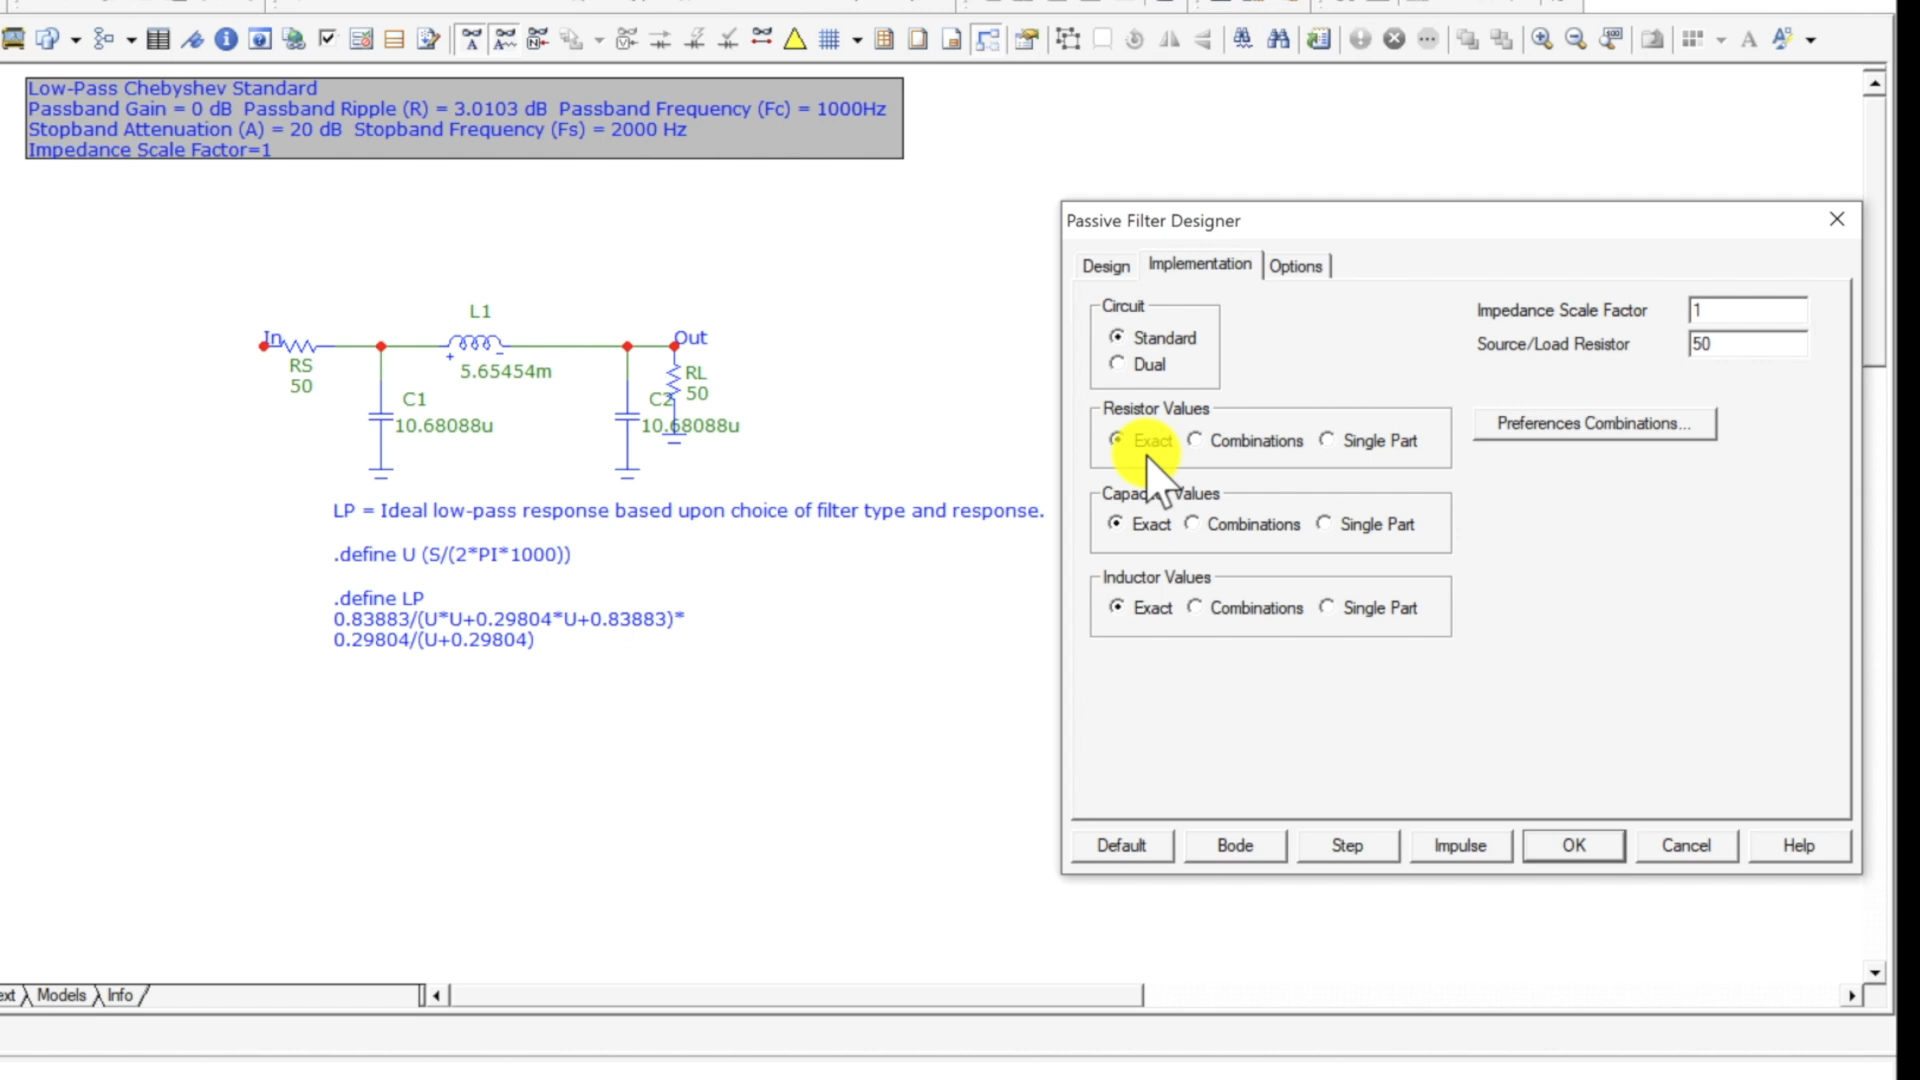 Low-Pass Chebyshev Standard
Passband Gain = 0 dB Passband Ripple (R) = 3.0103 dB Passband Frequency (Fc) = 1000Hz
Stopband Attenuation (A) = 20 dB Stopband Frequency (Fs) = 2000 Hz
Impedance Scale Factor=1
In
RS
50
L1
5.65454m
Out
RL
50
C1
10.68088u
C2
10.68088u
LP = Ideal low-pass response based upon choice of filter type and response.
.define U (S/(2*PI*1000))
.define LP
0.83883/(U*U+0.29804*U+0.83883)*
0.29804/(U+0.29804)
Passive Filter Designer
Design Implementation Options
Circuit
Standard
Dual
Impedance Scale Factor 1
Source/Load Resistor 50
Resistor Values
Exact Combinations Single Part
Preferences Combinations...
Values
Exact Combinations Single Part
Inductor Values
Exact Combinations Single Part
Default Bode Step Impulse OK Cancel Help
Models Info